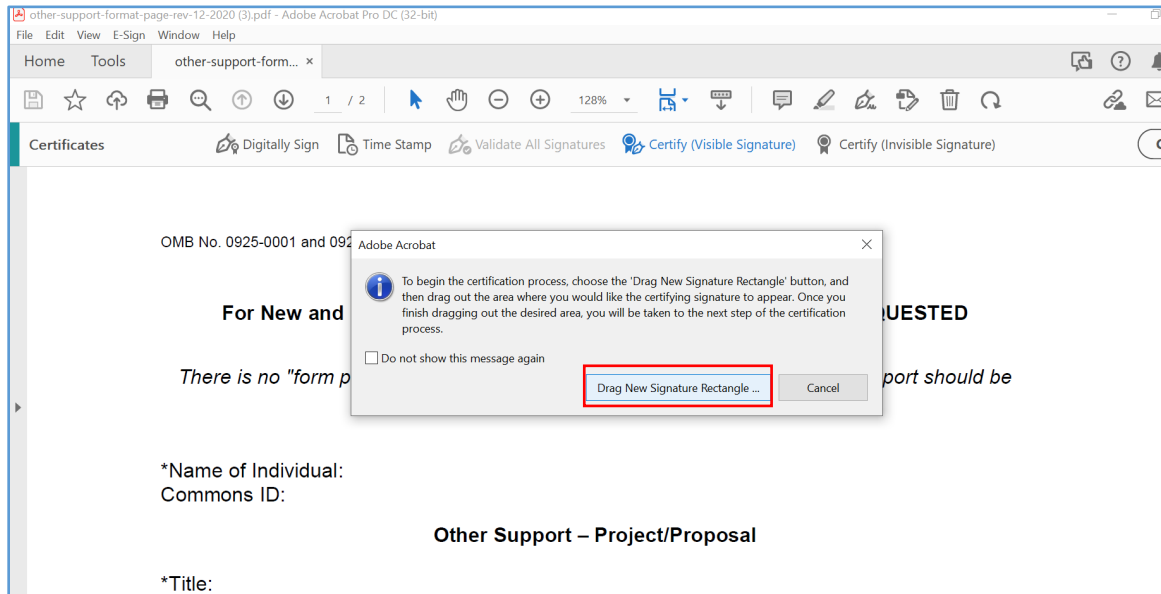 other-support-format-page-rev-12-2020 (3).pdf - Adobe Acrobat Pro DC (32-bit)
File Edit View E-Sign Window Help
Home Tools other-support-form... ×
1 / 2 128%
Certificates Digitally Sign Time Stamp Validate All Signatures Certify (Visible Signature) Certify (Invisible Signature)
OMB No. 0925-0001 and 092
Adobe Acrobat
To begin the certification process, choose the 'Drag New Signature Rectangle' button, and
then drag out the area where you would like the certifying signature to appear. Once you
finish dragging out the desired area, you will be taken to the next step of the certification
process.
Do not show this message again
Drag New Signature Rectangle ... Cancel
For New and UESTED
There is no "form p port should be
*Name of Individual:
Commons ID:
Other Support – Project/Proposal
*Title: